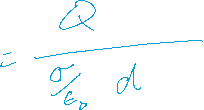 = Q / (σ/ε₀ d)